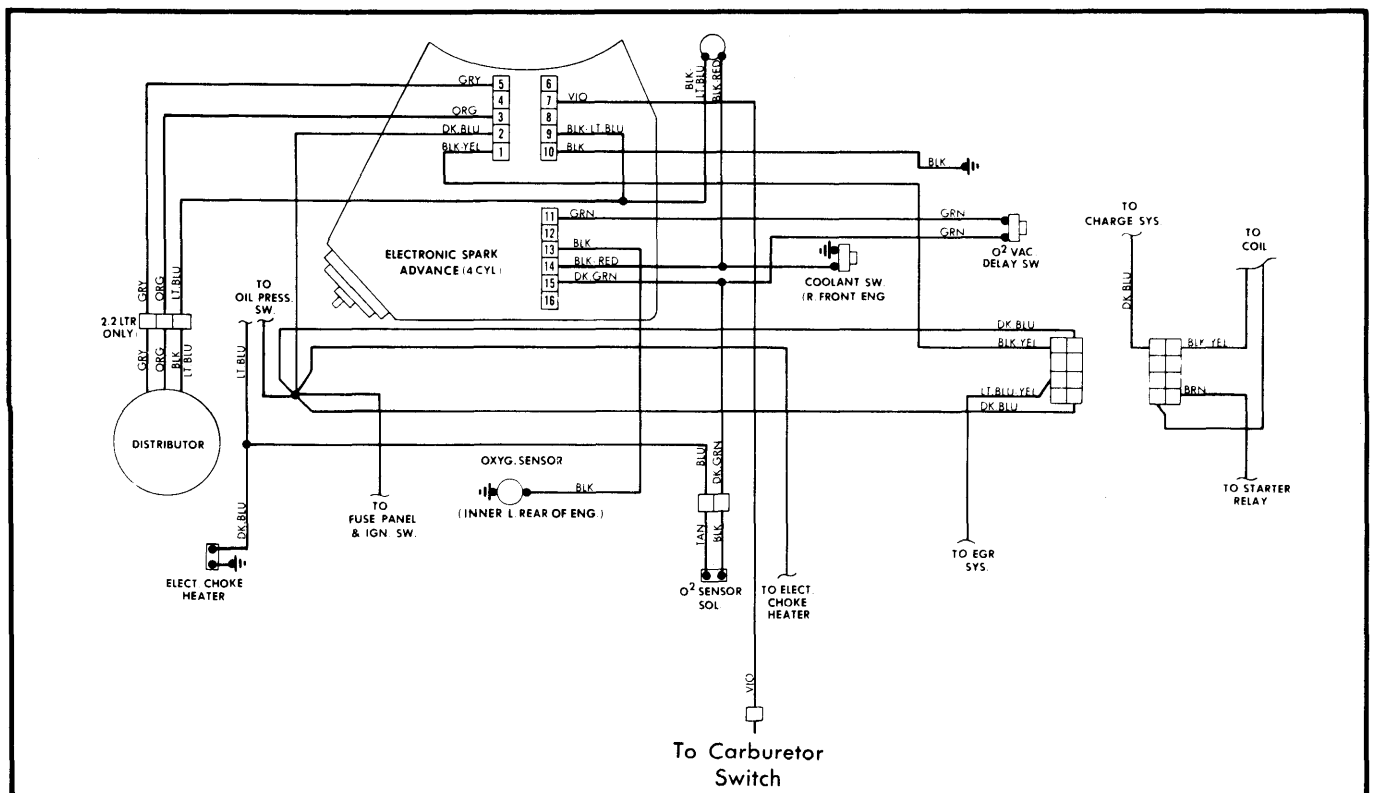 GRY 5 6
4 7 VIO
ORG 3 8
DK.BLU 2 9 BLK-LT.BLU
BLK-YEL 1 10 BLK
BLK-
LT.BLU
BLK-RED
BLK
11 GRN GRN
12 GRN
13 BLK
14 BLK-RED
15 DK.GRN
16
ELECTRONIC SPARK
ADVANCE (4 CYL)
O² VAC
DELAY SW
COOLANT SW.
(R.FRONT ENG
TO
CHARGE SYS.
TO
COIL
GRY
ORG
LT.BLU
2.2 LTR
ONLY)
GRY
ORG
BLK
LT BLU
TO
OIL PRESS.
SW.
LT.BLU
DK.BLU
BLK YEL
LT.BLU YEL
DK BLU
DK.BLU
BLK YEL
BRN
TO STARTER
RELAY
DISTRIBUTOR
DK.BLU
ELECT CHOKE
HEATER
TO
FUSE PANEL
& IGN. SW.
OXYG. SENSOR
BLK
(INNER L. REAR OF ENG.)
BLU
DK.GRN
TAN
BLK
O² SENSOR
SOL
TO ELECT.
CHOKE
HEATER
TO EGR
SYS.
VIO
To Carburetor
Switch